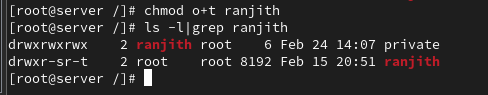 [root@server /]# chmod o+t ranjith
[root@server /]# ls -l|grep ranjith
drwxrwxrwx    2 ranjith root    6 Feb 24 14:07 private
drwxr-sr-t    2 root    root 8192 Feb 15 20:51 ranjith
[root@server /]#